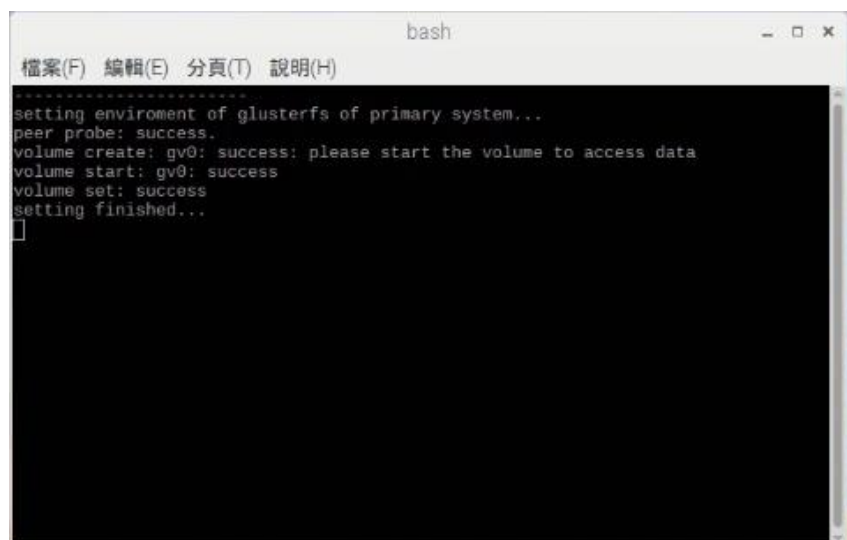 bash
檔案(F) 編輯(E) 分頁(T) 說明(H)
------------------------
setting enviroment of glusterfs of primary system...
peer probe: success.
volume create: gv0: success: please start the volume to access data
volume start: gv0: success
volume set: success
setting finished...